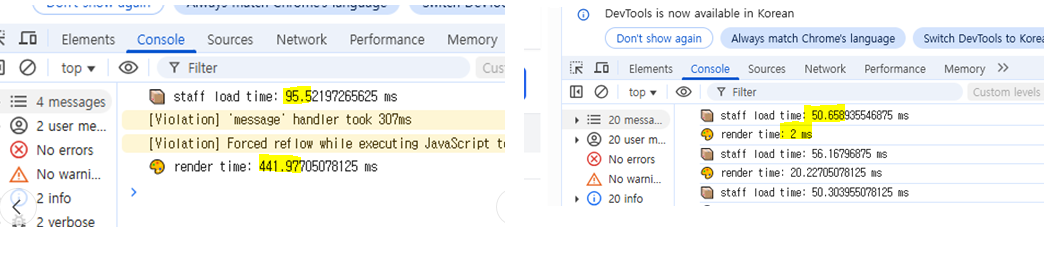 Don't show again
Always match Chrome's language
Switch DevTo
Elements
Console
Sources
Network
Performance
Memory
top
Filter
Cus
4 messages
2 user me...
No errors
No warni...
2 info
2 verbose
staff load time: 95.52197265625 ms
[Violation] 'message' handler took 307ms
[Violation] Forced reflow while executing JavaScript to
render time: 441.97705078125 ms
DevTools is now available in Korean
Don't show again
Always match Chrome's language
Switch DevTools to Korea
Elements
Console
Sources
Network
Performance
Memory
top
Filter
Custom levels
20 messa...
20 user m...
No errors
No warni...
20 info
staff load time: 50.658935546875 ms
render time: 2 ms
staff load time: 56.16796875 ms
render time: 20.22705078125 ms
staff load time: 50.303955078125 ms